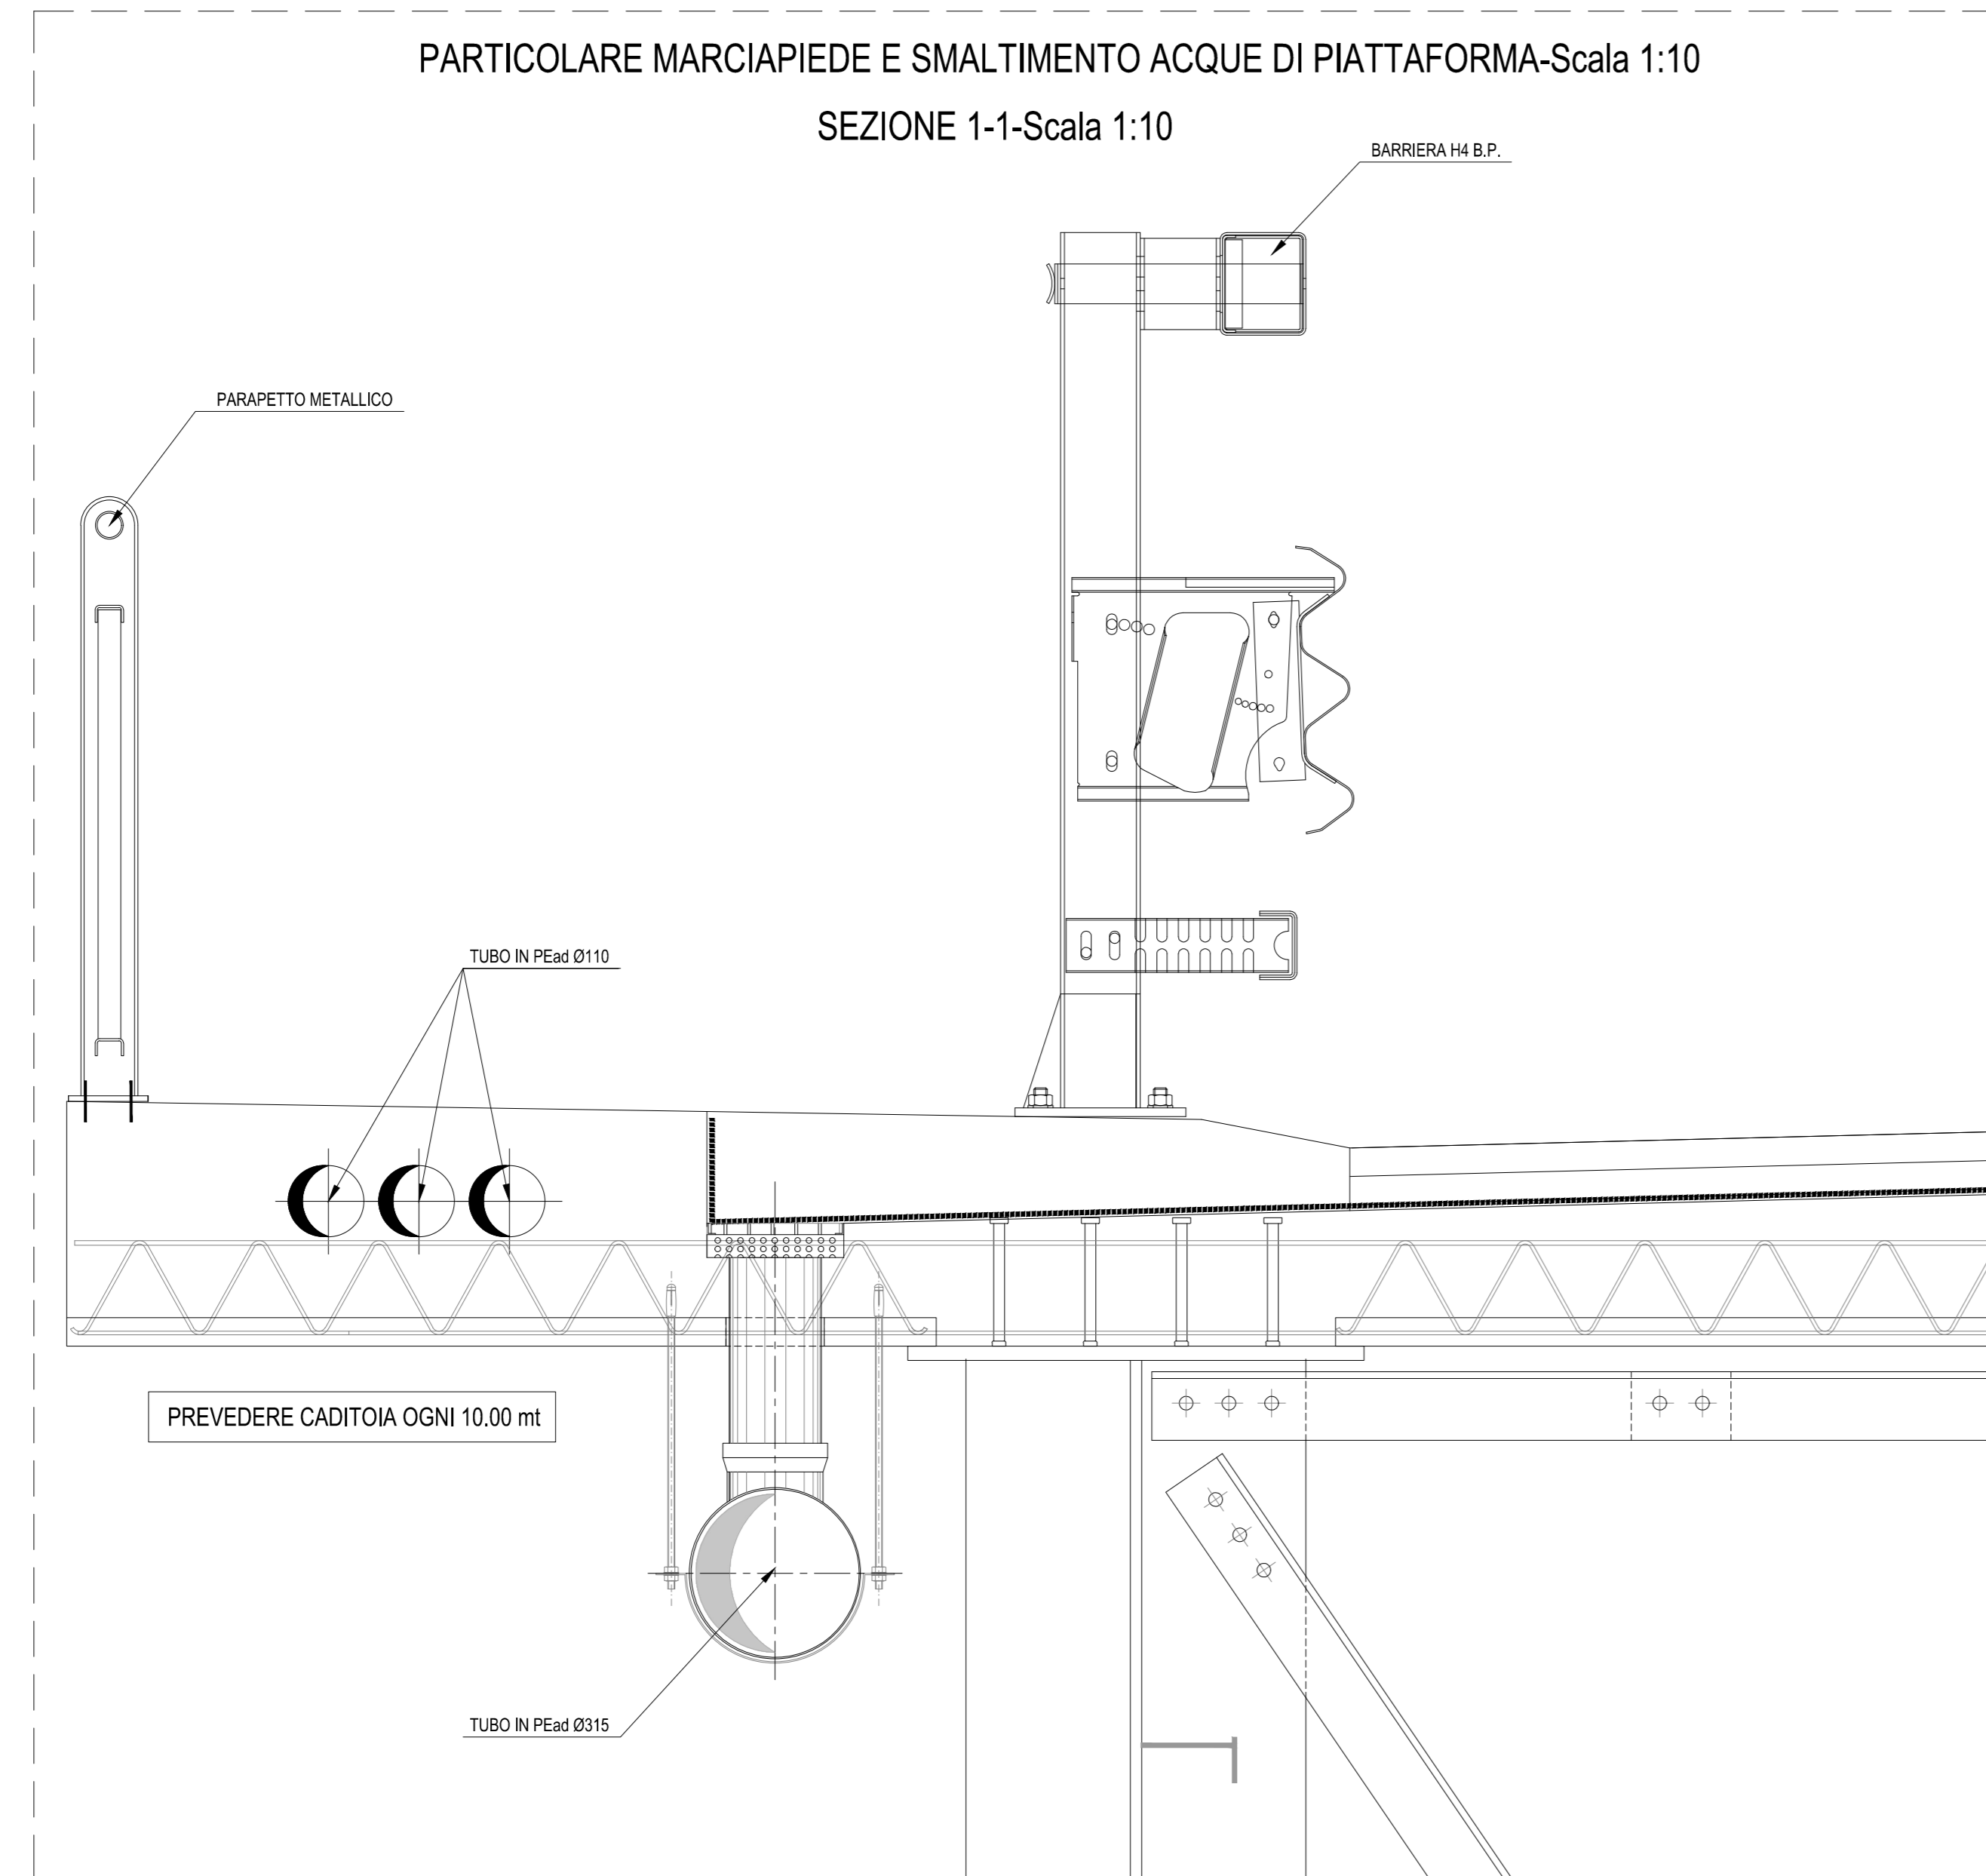 PARTICOLARE MARCIAPIEDE E SMALTIMENTO ACQUE DI PIATTAFORMA-Scala 1:10
SEZIONE 1-1-Scala 1:10
BARRIERA H4 B.P.
PARAPETTO METALLICO
TUBO IN PEad Ø110
PREVEDERE CADITOIA OGNI 10.00 mt
TUBO IN PEad Ø315